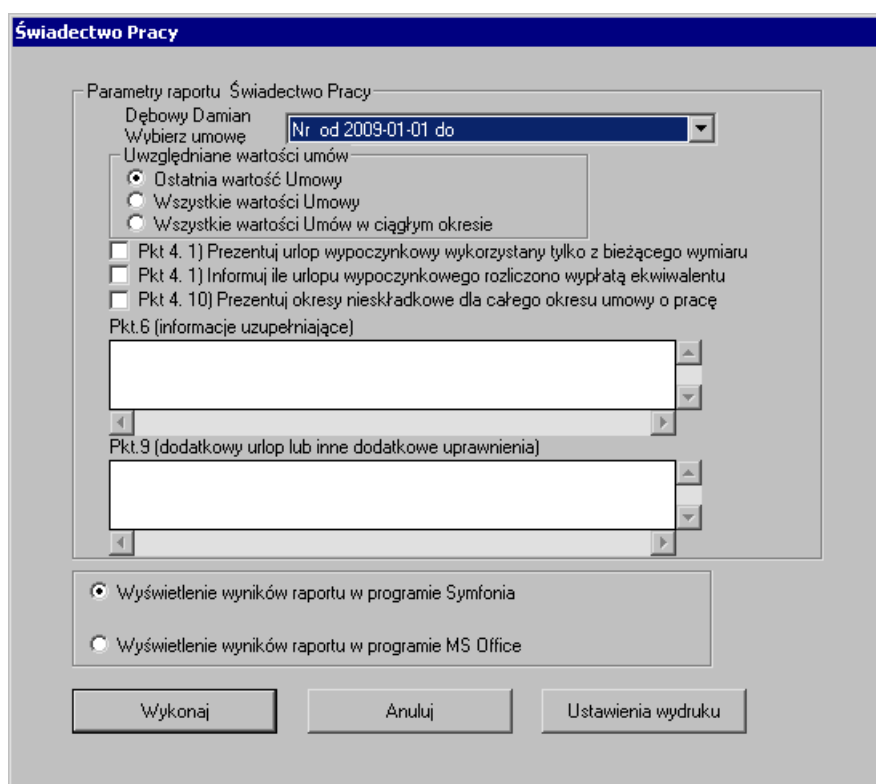 Świadectwo Pracy
Parametry raportu Świadectwo Pracy
Dębowy Damian
Wybierz umowę
Nr od 2009-01-01 do
Uwzględniane wartości umów
Ostatnia wartość Umowy
Wszystkie wartości Umowy
Wszystkie wartości Umów w ciągłym okresie
Pkt 4. 1) Prezentuj urlop wypoczynkowy wykorzystany tylko z bieżącego wymiaru
Pkt 4. 1) Informuj ile urlopu wypoczynkowego rozliczono wypłatą ekwiwalentu
Pkt 4. 10) Prezentuj okresy nieskładkowe dla całego okresu umowy o pracę
Pkt.6 (informacje uzupełniające)
Pkt.9 (dodatkowy urlop lub inne dodatkowe uprawnienia)
Wyświetlenie wyników raportu w programie Symfonia
Wyświetlenie wyników raportu w programie MS Office
Wykonaj
Anuluj
Ustawienia wydruku